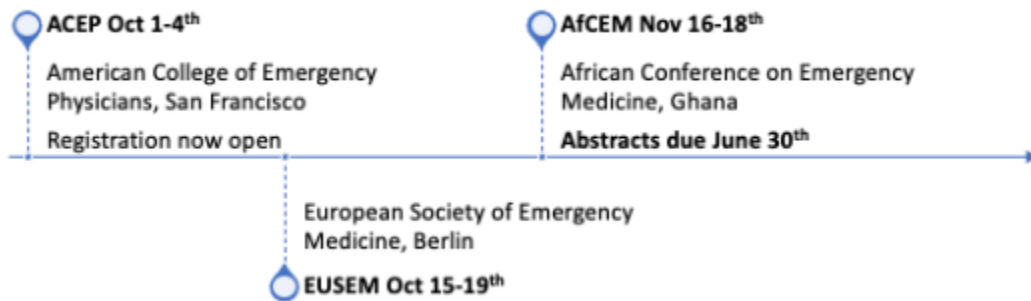 ACEP Oct 1-4th
American College of Emergency
Physicians, San Francisco
Registration now open
AfCEM Nov 16-18th
African Conference on Emergency
Medicine, Ghana
Abstracts due June 30th
European Society of Emergency
Medicine, Berlin
EUSEM Oct 15-19th